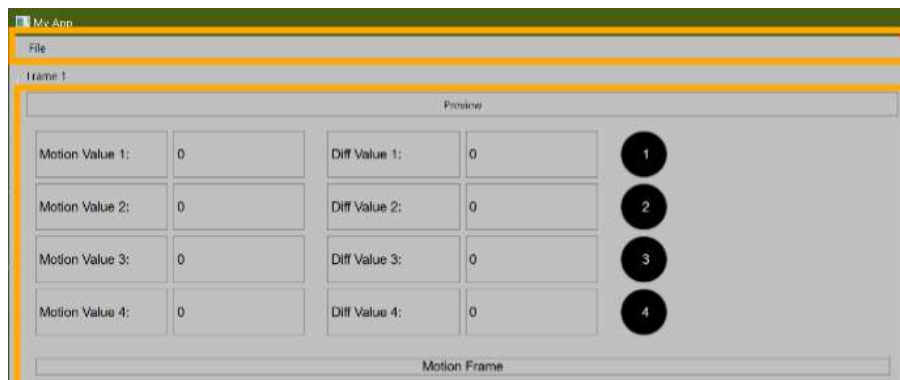 My App
File
Frame 1
Preview
Motion Value 1: 0 Diff Value 1: 0 1
Motion Value 2: 0 Diff Value 2: 0 2
Motion Value 3: 0 Diff Value 3: 0 3
Motion Value 4: 0 Diff Value 4: 0 4
Motion Frame